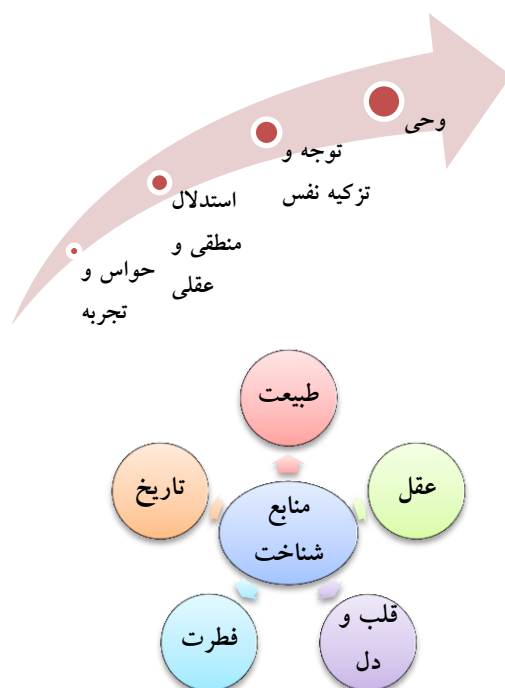 وحی
توجه و
تزکیه نفس
استدلال
منطقی و
عقلی
حواس و
تجربه
طبیعت
عقل
تاریخ
منابع
شناخت
قلب و
دل
فطرت